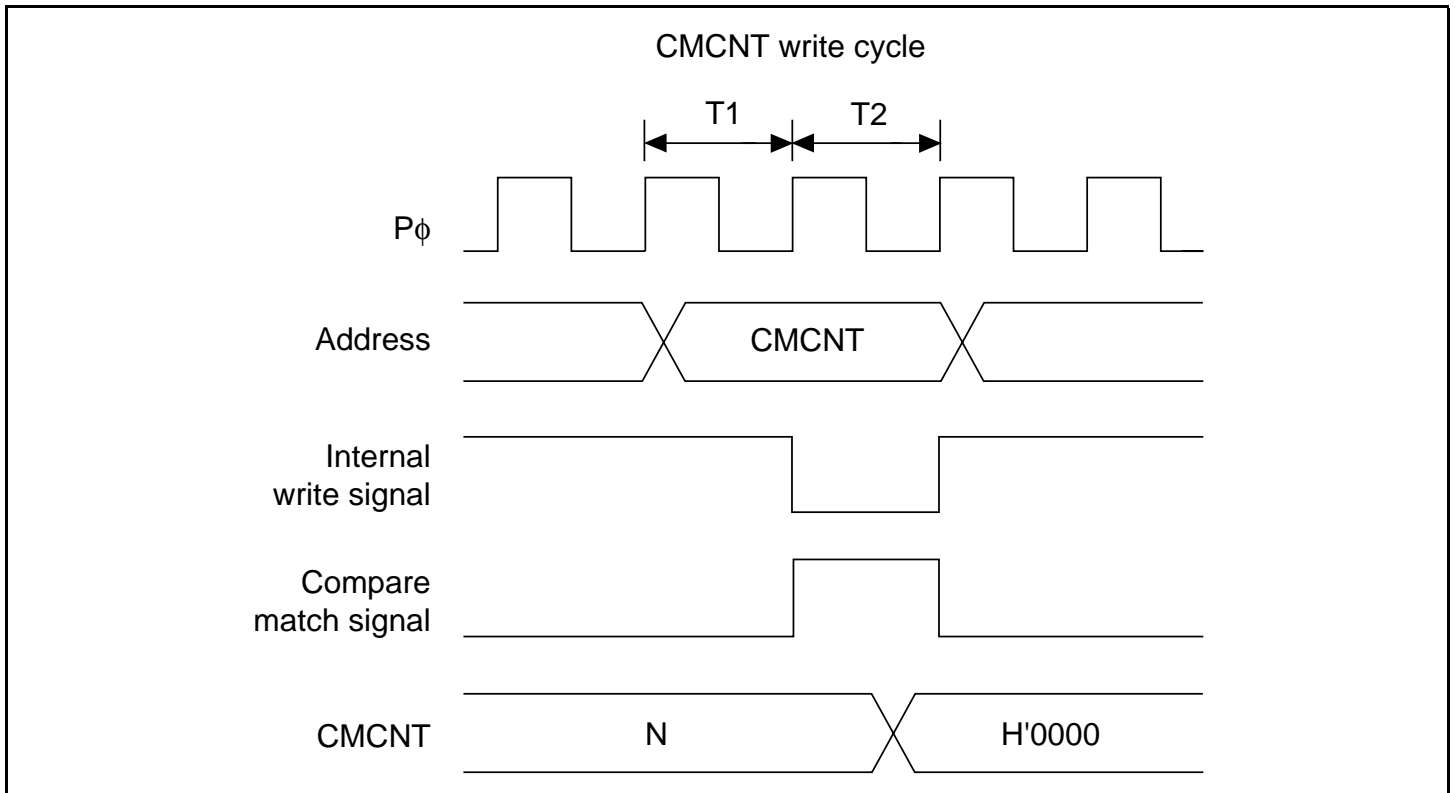 CMCNT write cycle
T1
T2
Pϕ
Address
CMCNT
Internal
write signal
Compare
match signal
CMCNT
N
H'0000